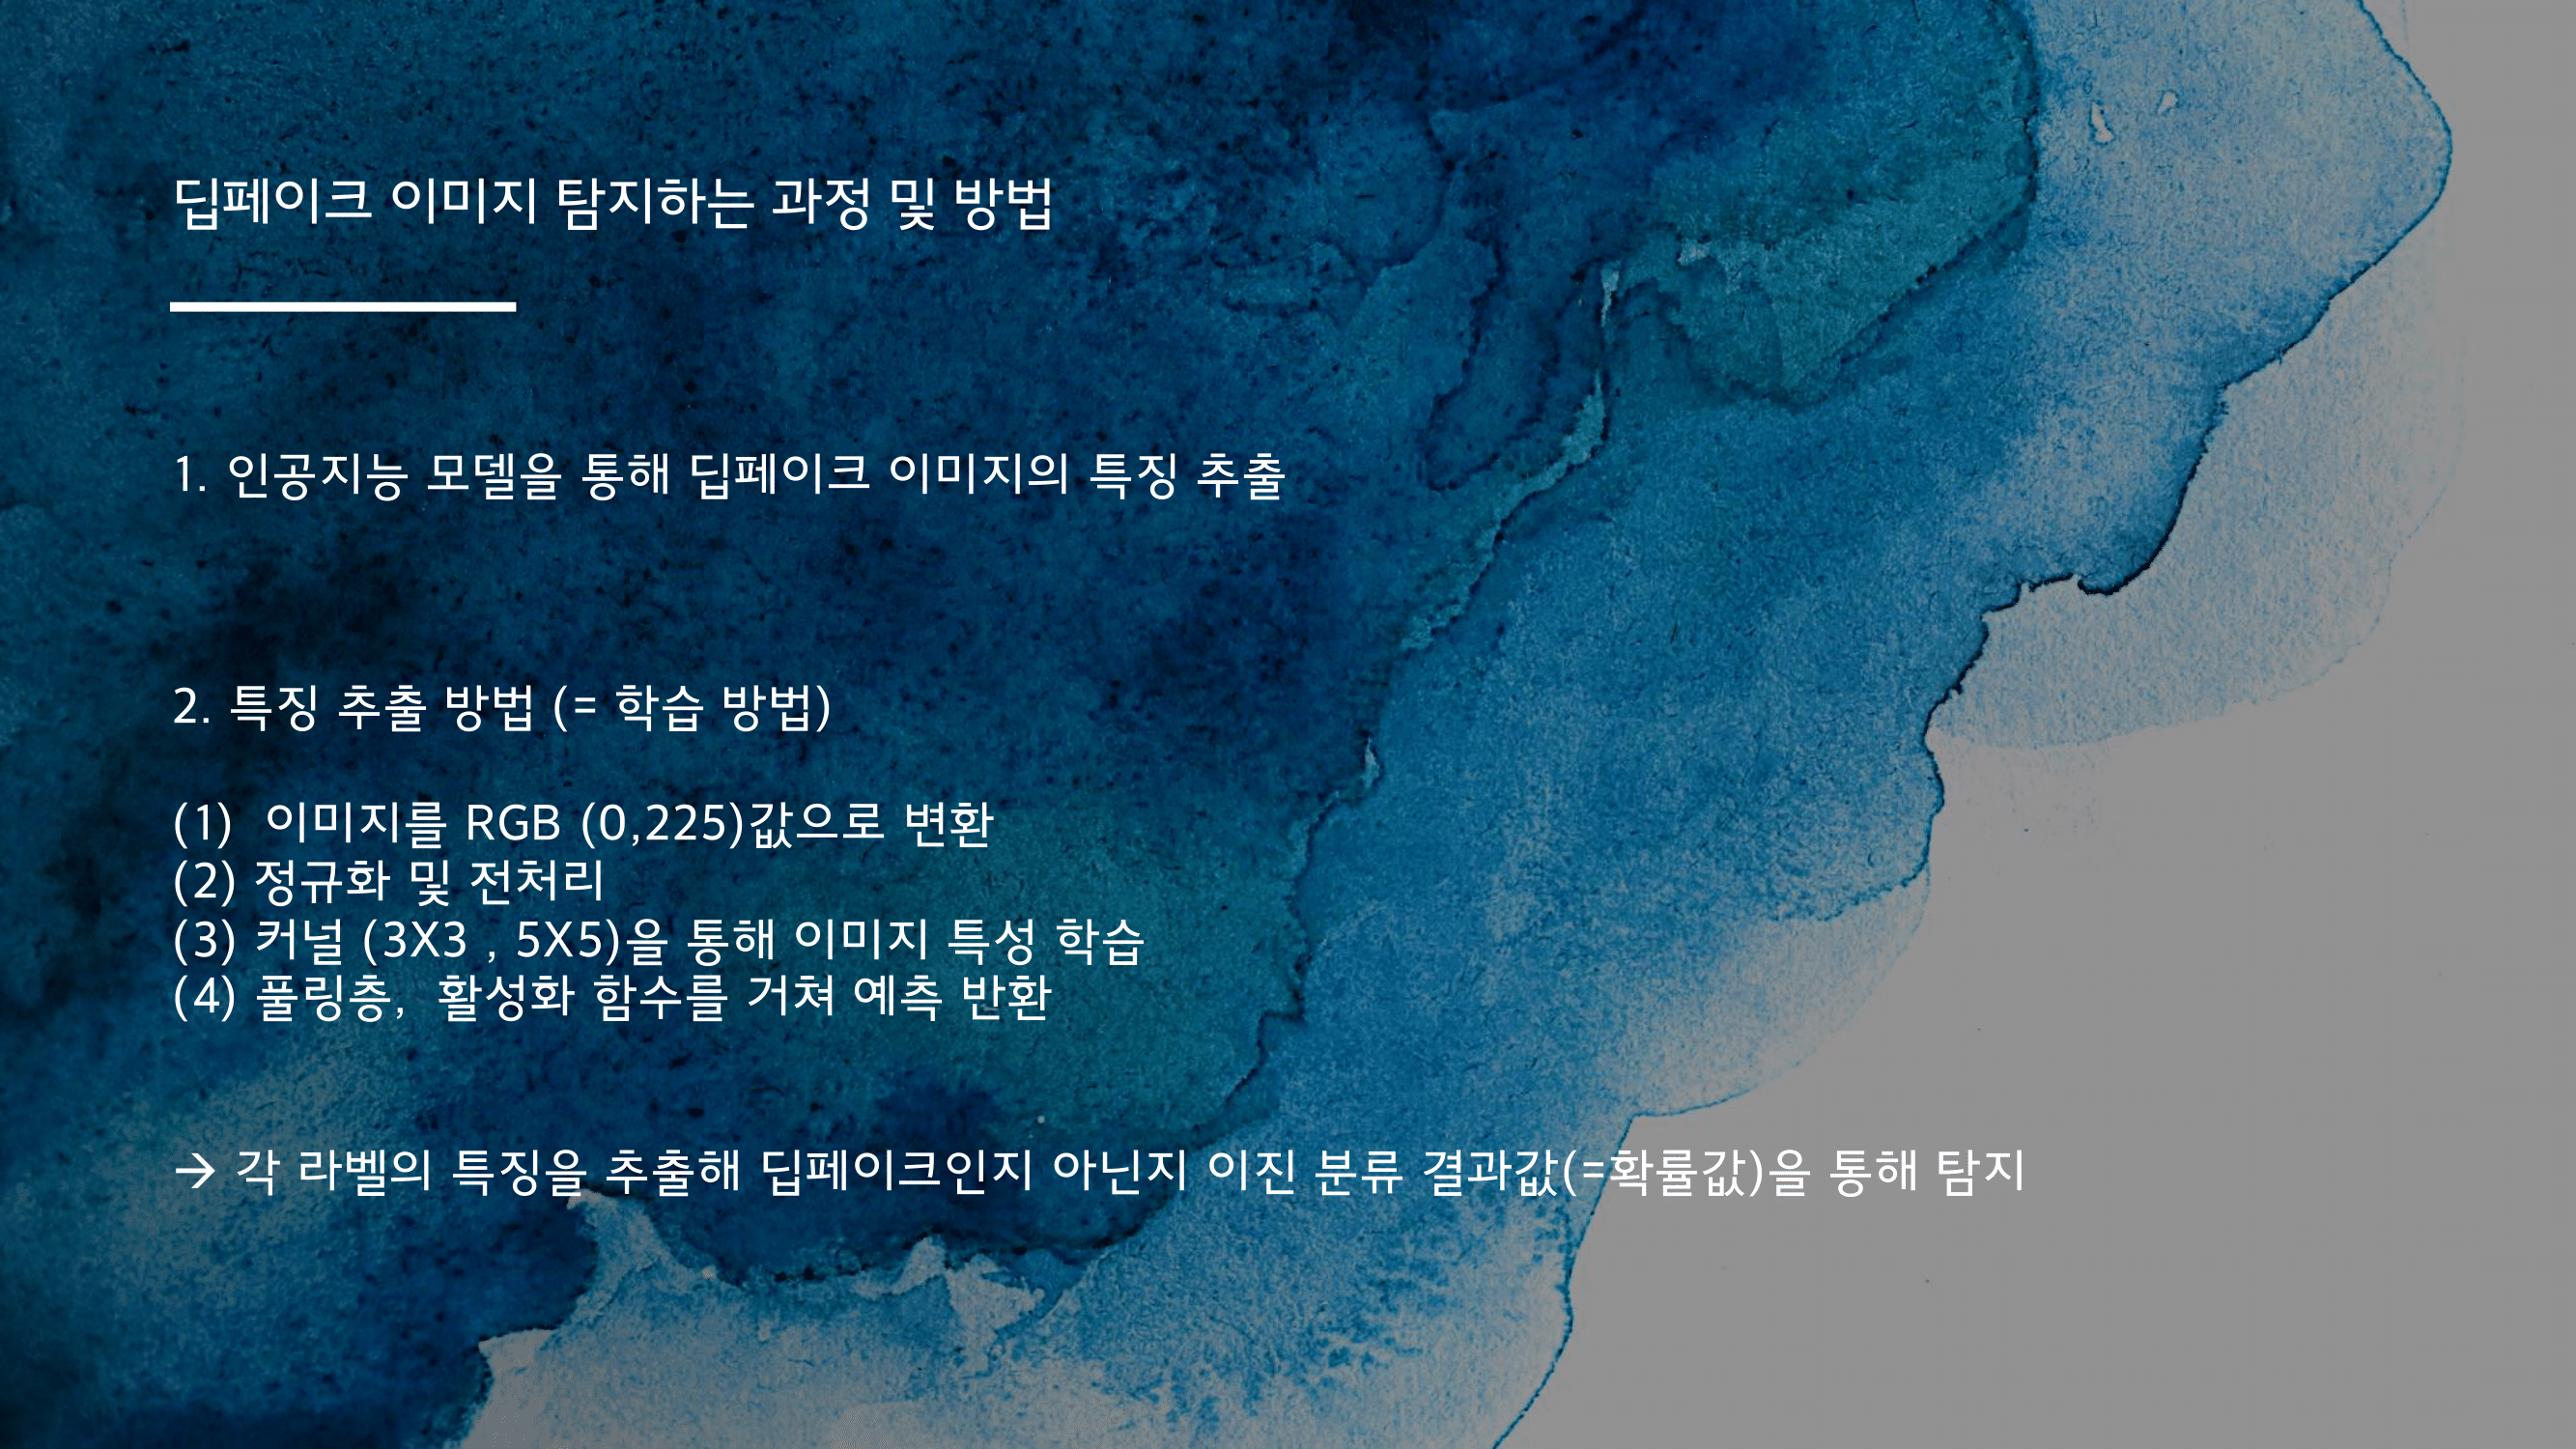 딥페이크 이미지 탐지하는 과정 및 방법
1. 인공지능 모델을 통해 딥페이크 이미지의 특징 추출
2. 특징 추출 방법 (= 학습 방법)
(1) 이미지를 RGB (0,225)값으로 변환
(2) 정규화 및 전처리
(3) 커널 (3X3 , 5X5)을 통해 이미지 특성 학습
(4) 풀링층, 활성화 함수를 거쳐 예측 반환
→ 각 라벨의 특징을 추출해 딥페이크인지 아닌지 이진 분류 결과값(=확률값)을 통해 탐지